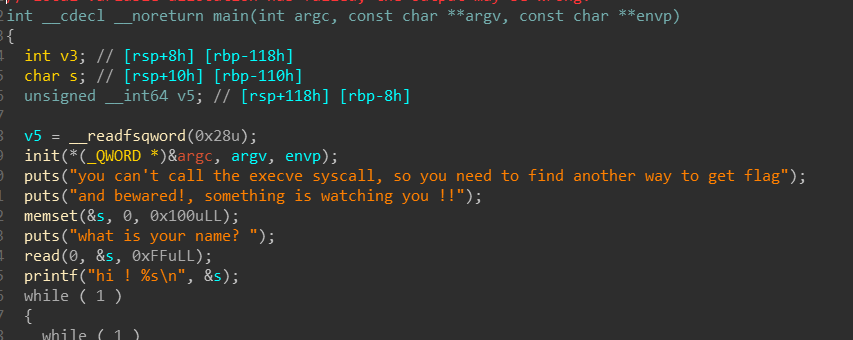 int __cdecl __noreturn main(int argc, const char **argv, const char **envp)
{
int v3; // [rsp+8h] [rbp-118h]
char s; // [rsp+10h] [rbp-110h]
unsigned __int64 v5; // [rsp+118h] [rbp-8h]
v5 = __readfsqword(0x28u);
init(*(_QWORD *)&argc, argv, envp);
puts("you can't call the execve syscall, so you need to find another way to get flag");
puts("and bewared!, something is watching you !!");
memset(&s, 0, 0x100uLL);
puts("what is your name? ");
read(0, &s, 0xFFuLL);
printf("hi ! %s\n", &s);
while ( 1 )
{
while ( 1 )